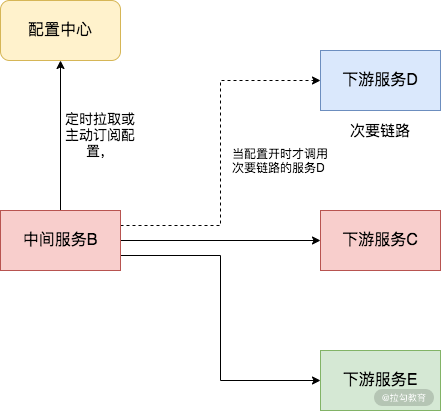 配置中心
下游服务D
定时拉取或
主动订阅配
置，
次要链路
当配置开时才调用
次要链路的服务D
中间服务B
下游服务C
下游服务E
@拉勾教育